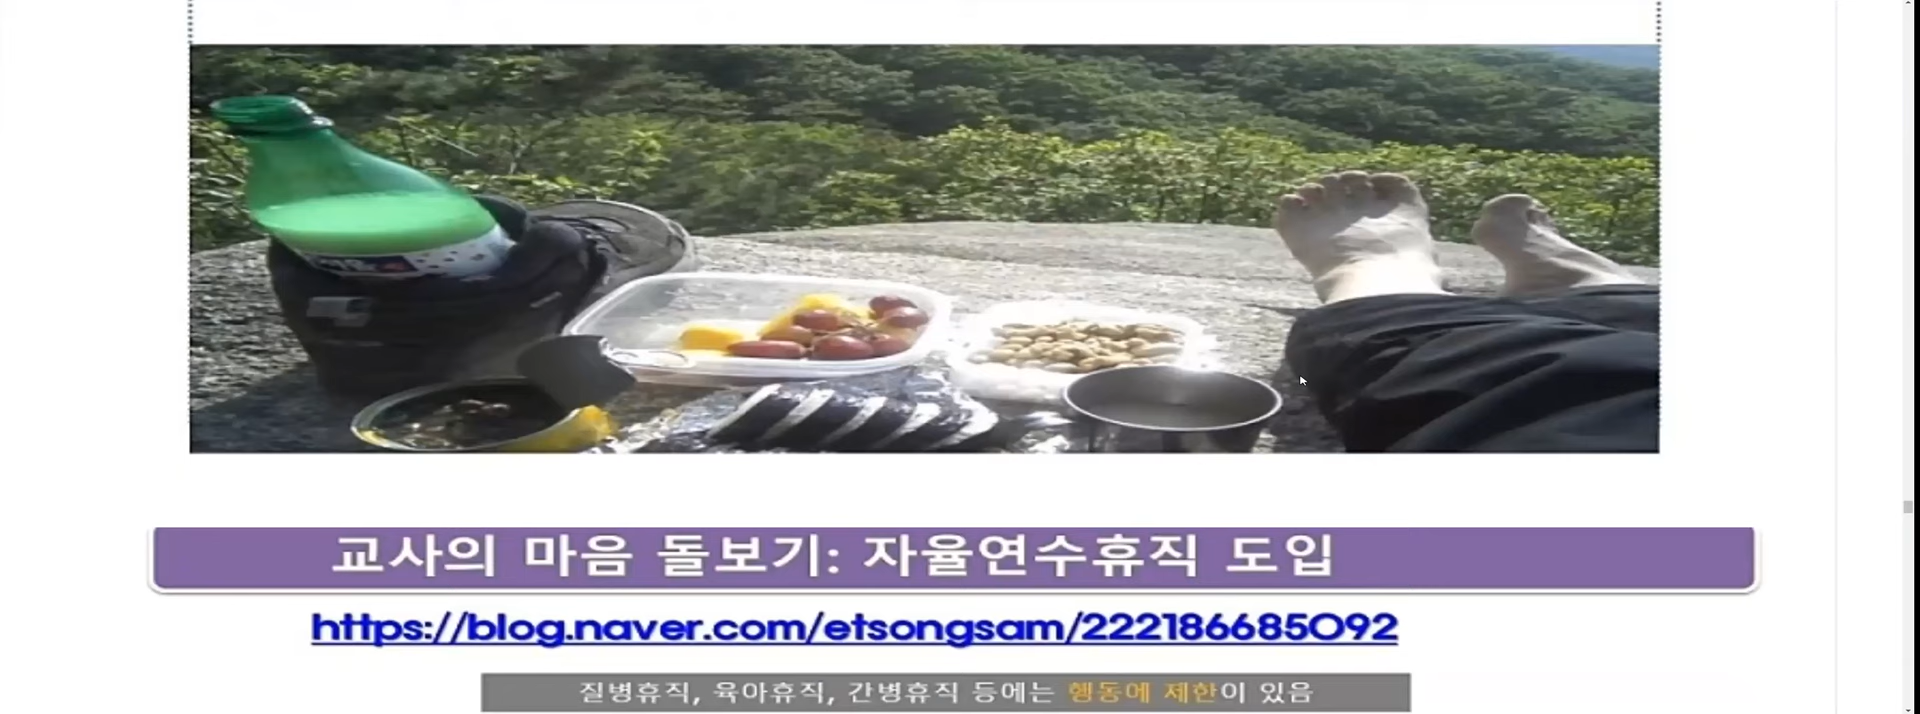 교사의 마음 돌보기: 자율연수휴직 도입
https://blog.naver.com/etsongsam/222186685092
질병휴직, 육아휴직, 간병휴직 등에는 행동에 제한이 있음